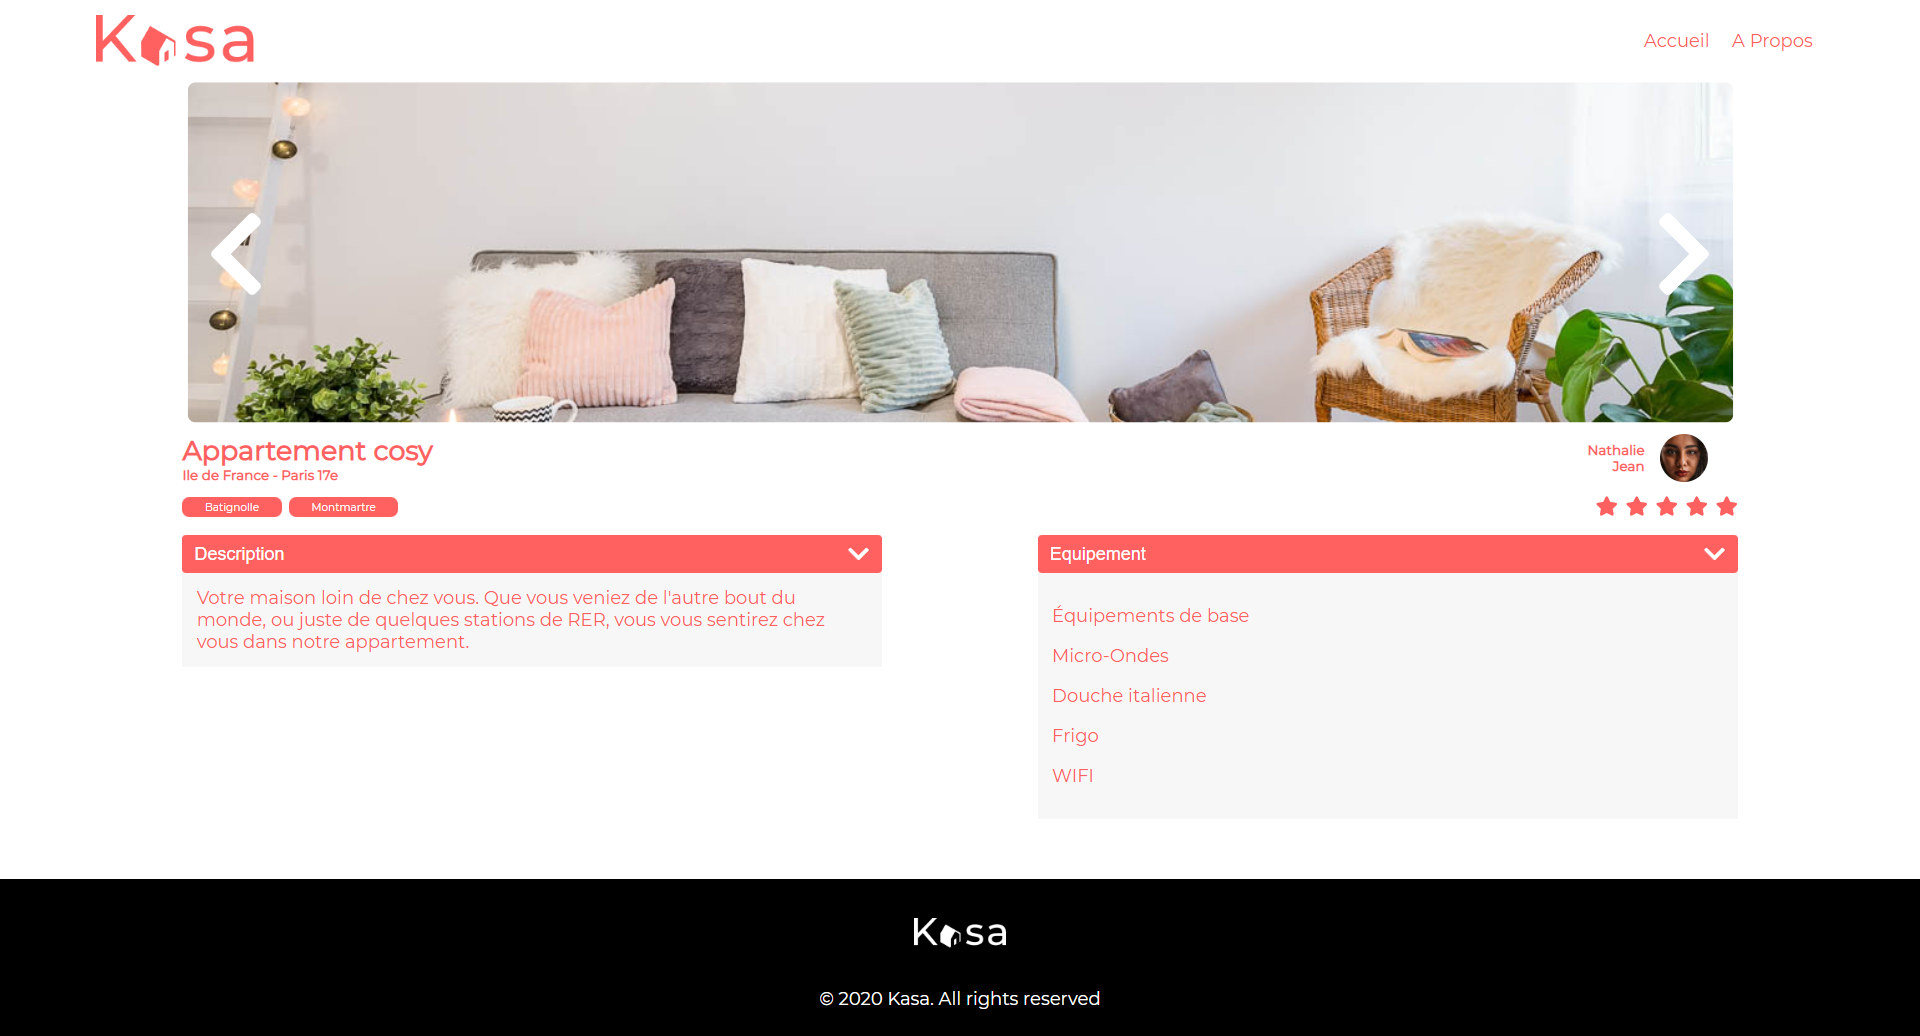 Kasa
Accueil A Propos
Appartement cosy
Ile de France - Paris 17e
Nathalie
Jean
Batignolle Montmartre
Description
Votre maison loin de chez vous. Que vous veniez de l'autre bout du
monde, ou juste de quelques stations de RER, vous vous sentirez chez
vous dans notre appartement.
Equipement
Équipements de base
Micro-Ondes
Douche italienne
Frigo
WIFI
Kasa
© 2020 Kasa. All rights reserved